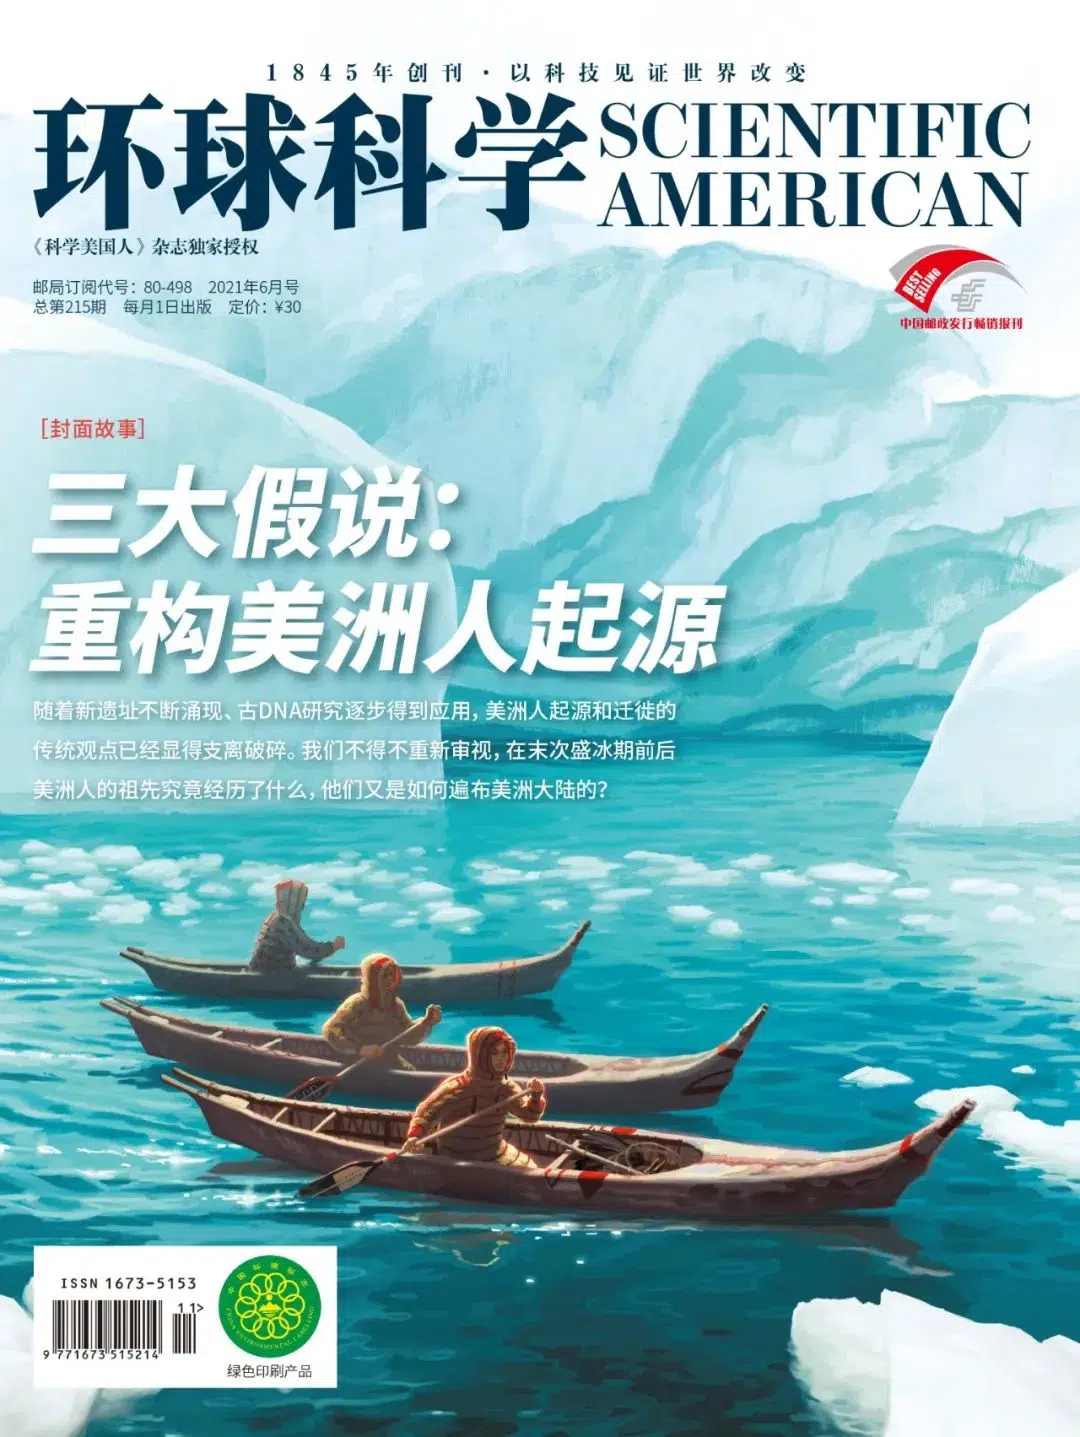 1845年创刊·以科技见证世界改变
环球科学
SCIENTIFIC
AMERICAN
《科学美国人》杂志独家授权
邮局订阅代号：80-498 2021年6月号
总第215期 每月1日出版 定价：¥30
BEST
SELLING
中国邮政发行畅销报刊
［封面故事］
三大假说：
重构美洲人起源
随着新遗址不断涌现、古DNA研究逐步得到应用，美洲人起源和迁徙的
传统观点已经显得支离破碎。我们不得不重新审视，在末次盛冰期前后
美洲人的祖先究竟经历了什么，他们又是如何遍布美洲大陆的？
ISSN 1673-5153
11>
9 771673 515214
中国环境标志
CHINA ENVIRONMENTAL LABELLING
绿色印刷产品